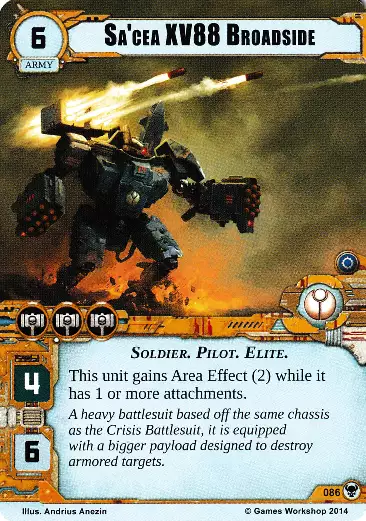 6
ARMY
SA'CEA XV88 BROADSIDE
SOLDIER. PILOT. ELITE.
4
This unit gains Area Effect (2) while it
has 1 or more attachments.
A heavy battlesuit based off the same chassis
as the Crisis Battlesuit, it is equipped
with a bigger payload designed to destroy
armored targets.
6
086
Illus. Andrius Anezin
© Games Workshop 2014